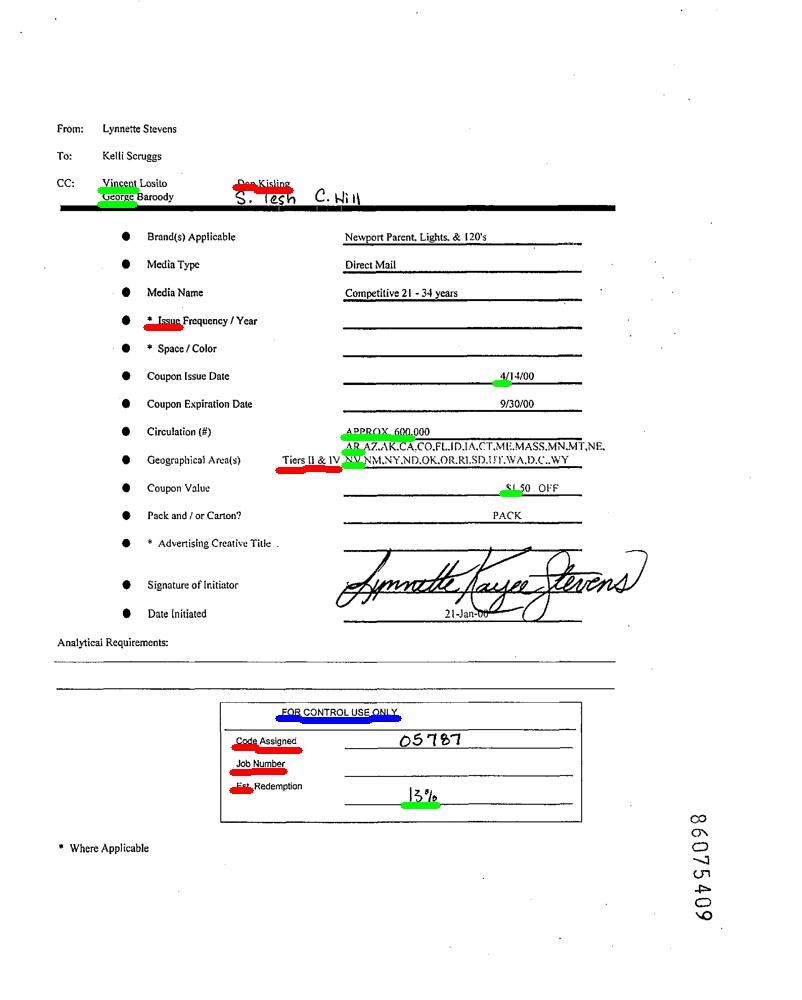 From: Lynnette Stevens
To: Kelli Scruggs
CC: Vincent Losito Don Kisling
George Baroody S. Tesh C. Hill
● Brand(s) Applicable Newport Parent, Lights, & 120's
● Media Type Direct Mail
● Media Name Competitive 21 - 34 years
● * Issue Frequency / Year
● * Space / Color
● Coupon Issue Date 4/14/00
● Coupon Expiration Date 9/30/00
● Circulation (#) APPROX. 600,000
AR,AZ,AK,CA,CO,FL,ID,IA,CT,ME,MASS,MN,MT,NE,
● Geographical Area(s) Tiers II & IV NV,NM,NY,ND,OK,OR,RI,SD,UT,WA,D.C.,WY
● Coupon Value $1.50 OFF
● Pack and / or Carton? PACK
● * Advertising Creative Title
● Signature of Initiator Lynnette Kayee Stevens
● Date Initiated 21-Jan-00
Analytical Requirements:
FOR CONTROL USE ONLY
Code Assigned 05787
Job Number
Est. Redemption 13%
* Where Applicable
86075409